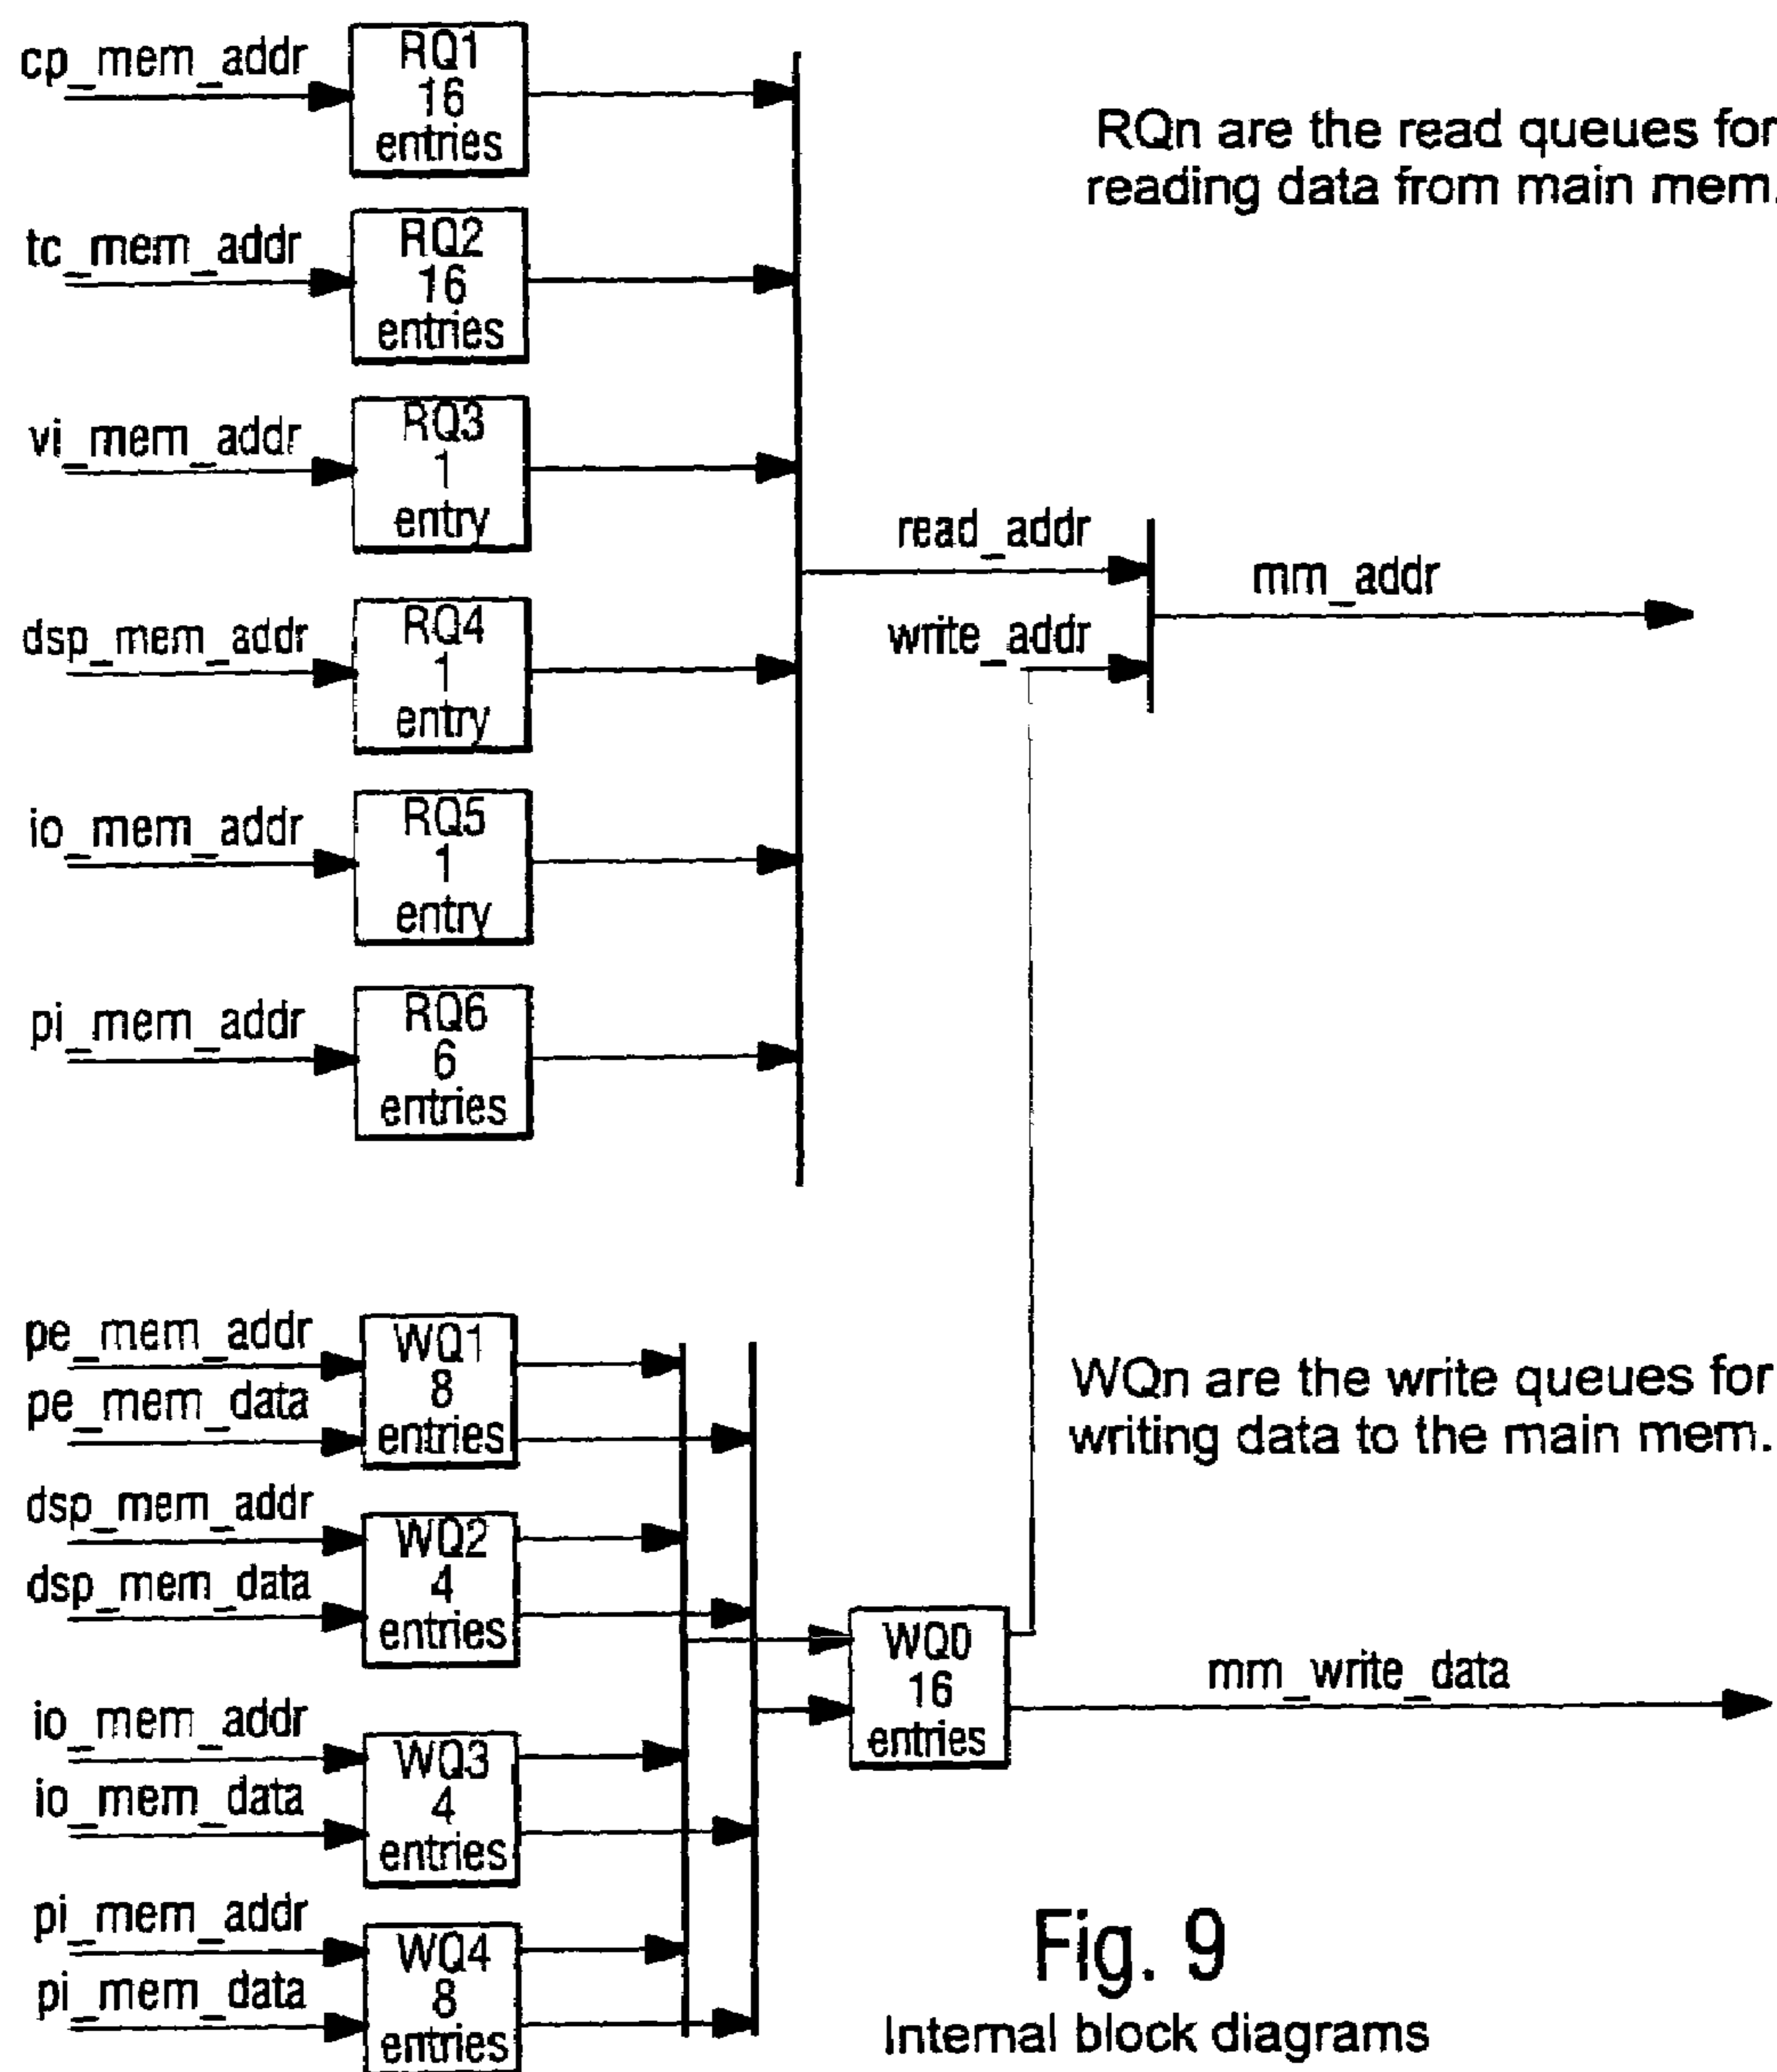 cp_mem_addr
RQ1
16
entries
RQn are the read queues for
reading data from main mem.
tc_mem_addr
RQ2
16
entries
vi_mem_addr
RQ3
1
entry
read_addr
mm_addr
write_addr
dsp_mem_addr
RQ4
1
entry
io_mem_addr
RQ5
1
entry
pi_mem_addr
RQ6
6
entries
pe_mem_addr
pe_mem_data
WQ1
8
entries
WQn are the write queues for
writing data to the main mem.
dsp_mem_addr
dsp_mem_data
WQ2
4
entries
WQ0
16
entries
mm_write_data
io_mem_addr
io_mem_data
WQ3
4
entries
pi_mem_addr
pi_mem_data
WQ4
8
entries
Fig. 9
Internal block diagrams